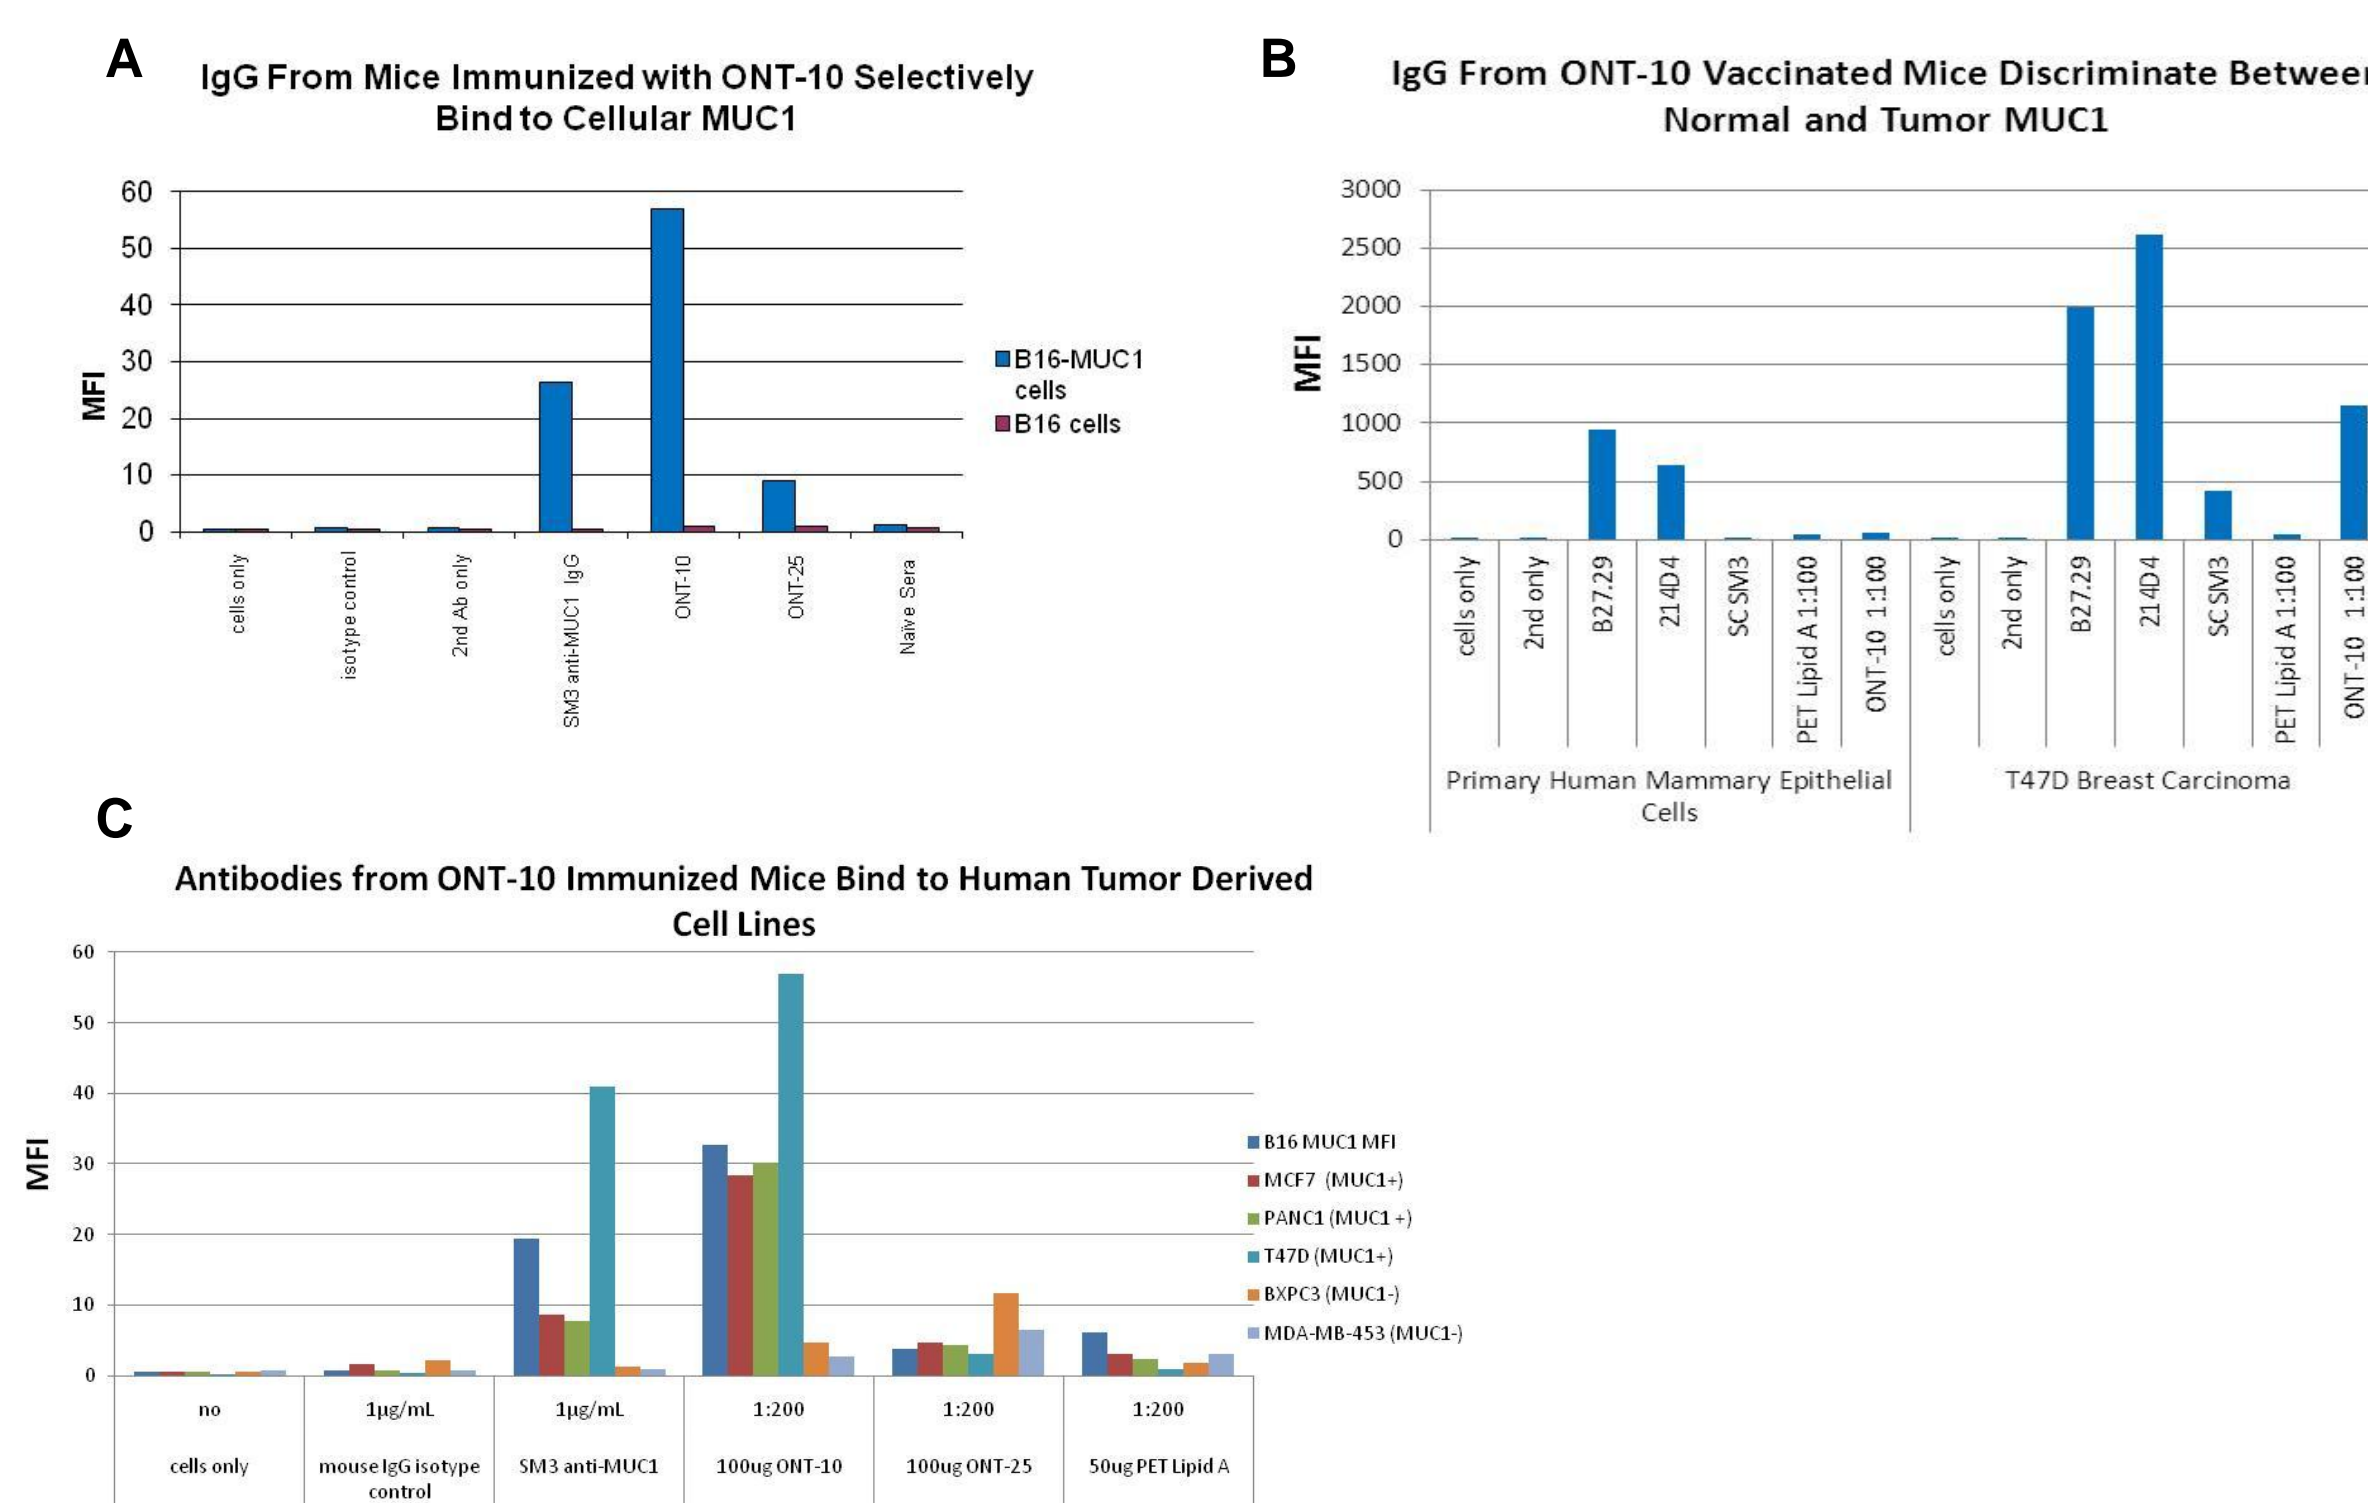 A
IgG From Mice Immunized with ONT-10 Selectively
Bind to Cellular MUC1
MFI
60
50
40
30
20
10
0
cells only
isotype control
2nd Ab only
SM3 anti-MUC1 IgG
ONT-10
ONT-25
Naïve Sera
B16-MUC1
cells
B16 cells
B
IgG From ONT-10 Vaccinated Mice Discriminate Between
Normal and Tumor MUC1
MFI
3000
2500
2000
1500
1000
500
0
cells only
2nd only
B27.29
214D4
SC SM3
PET Lipid A 1:100
ONT-10 1:100
cells only
2nd only
B27.29
214D4
SC SM3
PET Lipid A 1:100
ONT-10 1:100
Primary Human Mammary Epithelial
Cells
T47D Breast Carcinoma
C
Antibodies from ONT-10 Immunized Mice Bind to Human Tumor Derived
Cell Lines
MFI
60
50
40
30
20
10
0
no
1µg/mL
1µg/mL
1:200
1:200
1:200
cells only
mouse IgG isotype
control
SM3 anti-MUC1
100ug ONT-10
100ug ONT-25
50ug PET Lipid A
B16 MUC1 MFI
MCF7 (MUC1+)
PANC1 (MUC1 +)
T47D (MUC1+)
BXPC3 (MUC1-)
MDA-MB-453 (MUC1-)